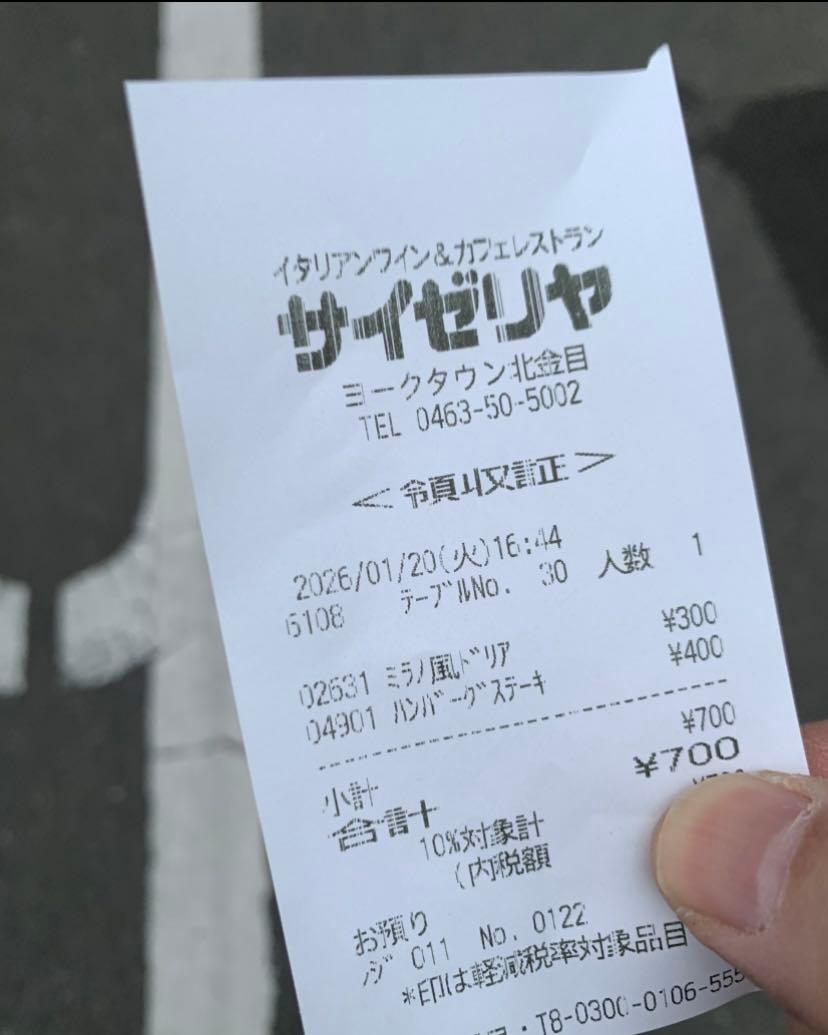 イタリアンワイン&カフェレストラン
サイゼリヤ
ヨークタウン北金目
TEL 0463-50-5002
<領収証>
2026/01/20(火)16:44
6108 テーブルNo. 30 人数 1
02631 ミラノ風ドリア ¥300
04901 ハンバーグステーキ ¥400
小計 ¥700
合計 ¥700
10%対象計
(内税額
お預り
レジ 011 No. 0122
*印は軽減税率対象品目
: T8-0300-0106-555